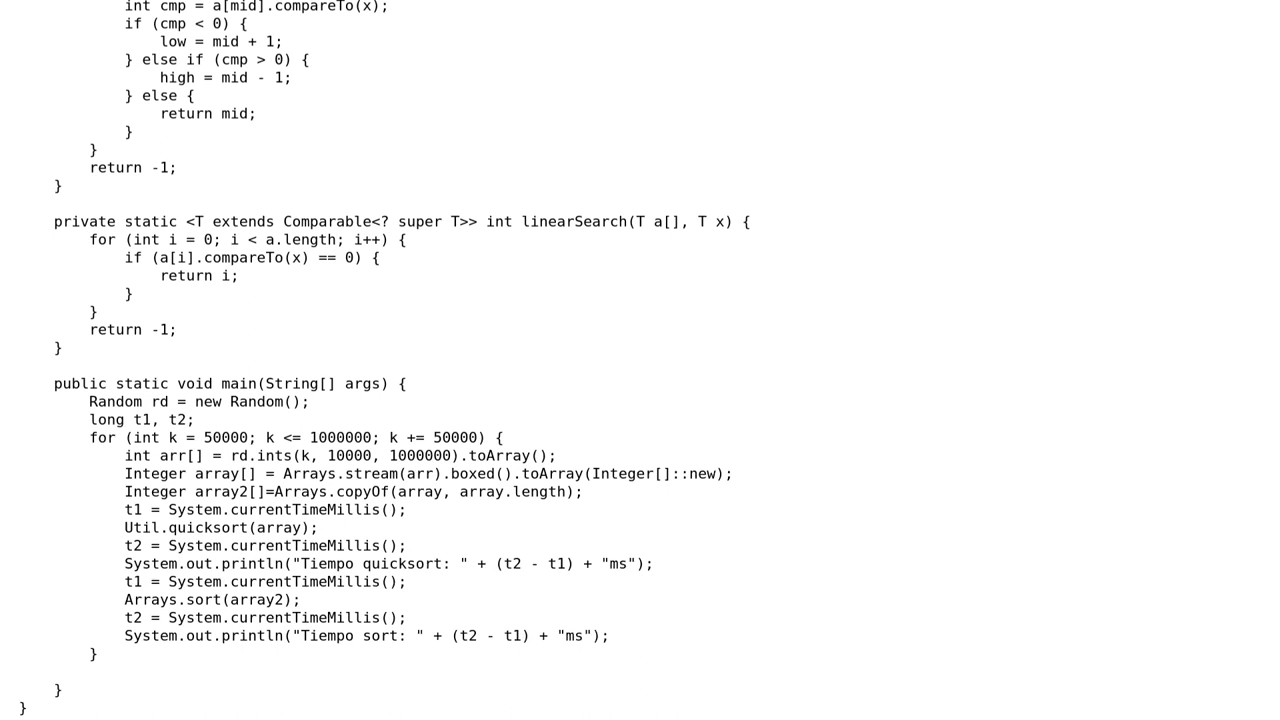 int cmp = a[mid].compareTo(x);
            if (cmp < 0) {
                low = mid + 1;
            } else if (cmp > 0) {
                high = mid - 1;
            } else {
                return mid;
            }
        }
        return -1;
    }

    private static <T extends Comparable<? super T>> int linearSearch(T a[], T x) {
        for (int i = 0; i < a.length; i++) {
            if (a[i].compareTo(x) == 0) {
                return i;
            }
        }
        return -1;
    }

    public static void main(String[] args) {
        Random rd = new Random();
        long t1, t2;
        for (int k = 50000; k <= 1000000; k += 50000) {
            int arr[] = rd.ints(k, 10000, 1000000).toArray();
            Integer array[] = Arrays.stream(arr).boxed().toArray(Integer[]::new);
            Integer array2[]=Arrays.copyOf(array, array.length);
            t1 = System.currentTimeMillis();
            Util.quicksort(array);
            t2 = System.currentTimeMillis();
            System.out.println("Tiempo quicksort: " + (t2 - t1) + "ms");
            t1 = System.currentTimeMillis();
            Arrays.sort(array2);
            t2 = System.currentTimeMillis();
            System.out.println("Tiempo sort: " + (t2 - t1) + "ms");
        }

    }
}